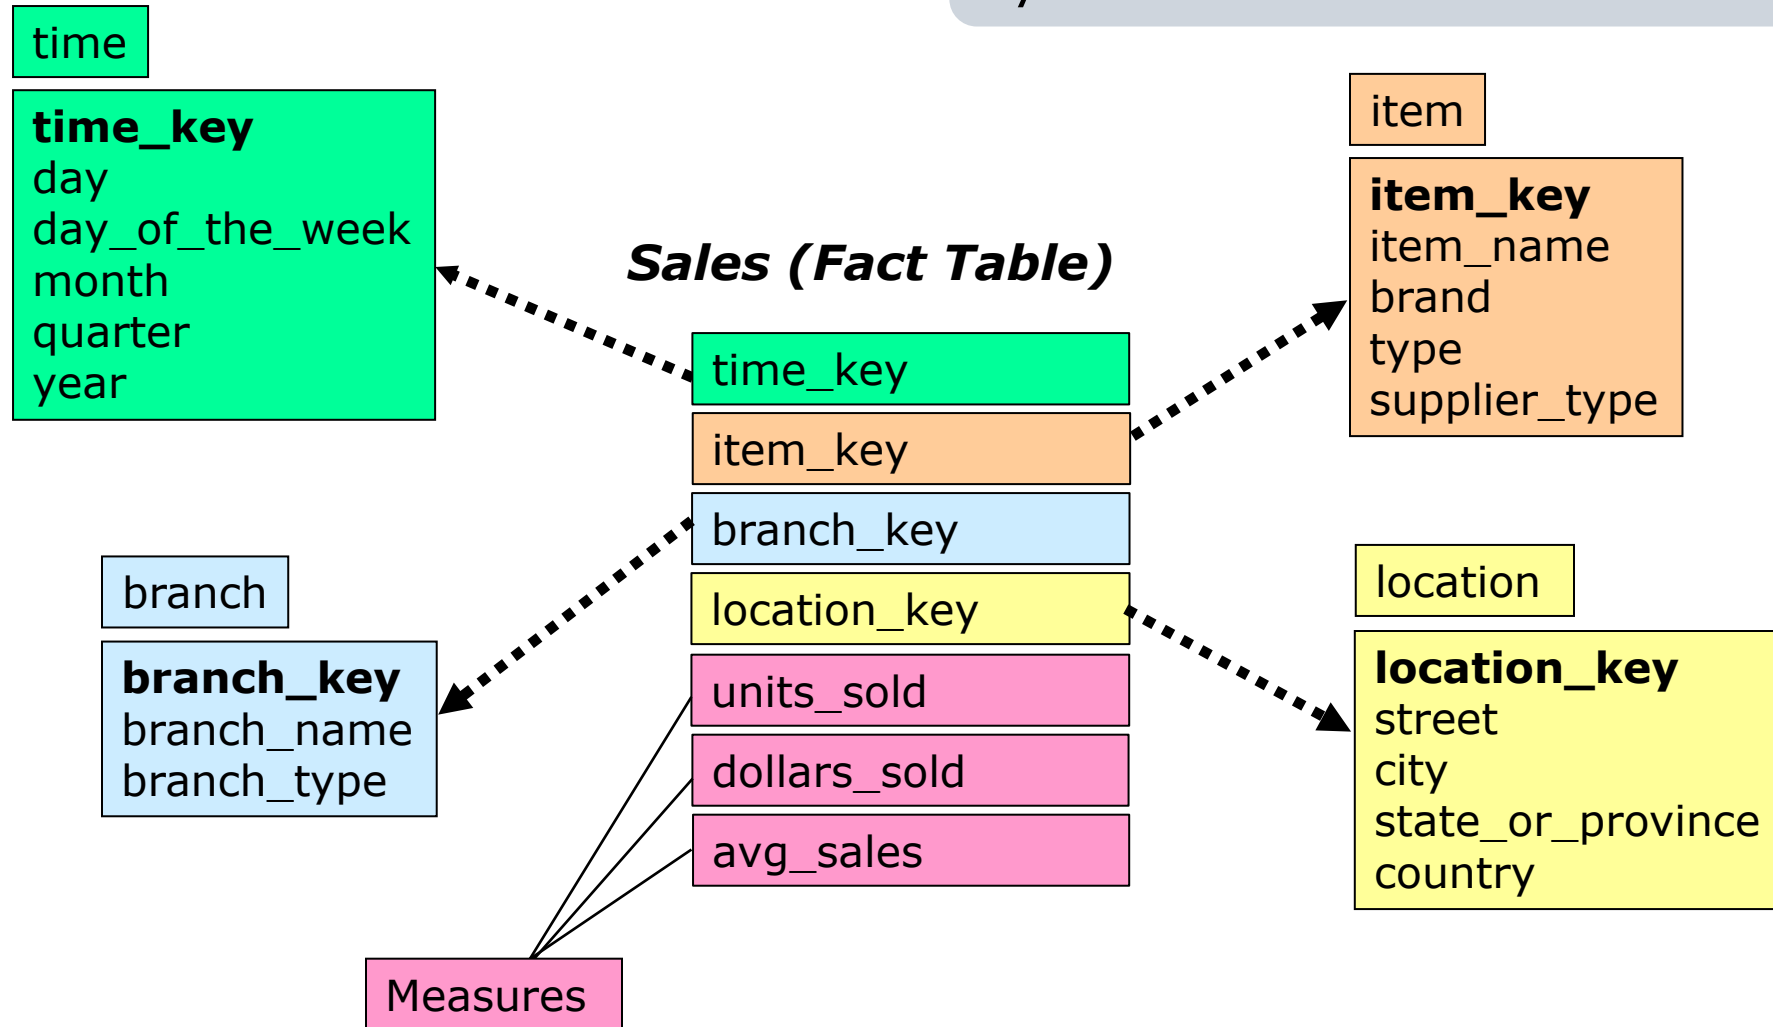 time
time_key
day
day_of_the_week
month
quarter
year
item
item_key
item_name
brand
type
supplier_type
Sales (Fact Table)
time_key
item_key
branch_key
location_key
units_sold
dollars_sold
avg_sales
branch
branch_key
branch_name
branch_type
location
location_key
street
city
state_or_province
country
Measures